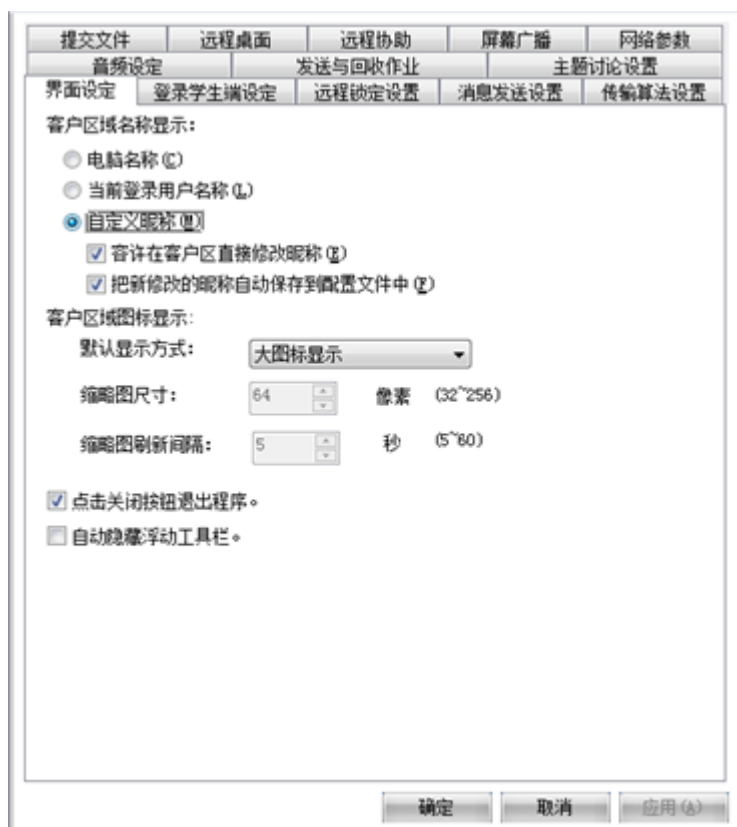 提交文件 远程桌面 远程协助 屏幕广播 网络参数
音频设定 发送与回收作业 主题讨论设置
界面设定 登录学生端设定 远程锁定设置 消息发送设置 传输算法设置
客户区域名称显示：
电脑名称(C)
当前登录用户名称(L)
自定义昵称(M)
容许在客户区直接修改昵称(E)
把新修改的昵称自动保存到配置文件中(F)
客户区域图标显示:
默认显示方式： 大图标显示
缩略图尺寸： 64 像素 (32~256)
缩略图刷新间隔： 5 秒 (5~60)
点击关闭按钮退出程序。
自动隐藏浮动工具栏。
确定 取消 应用(A)